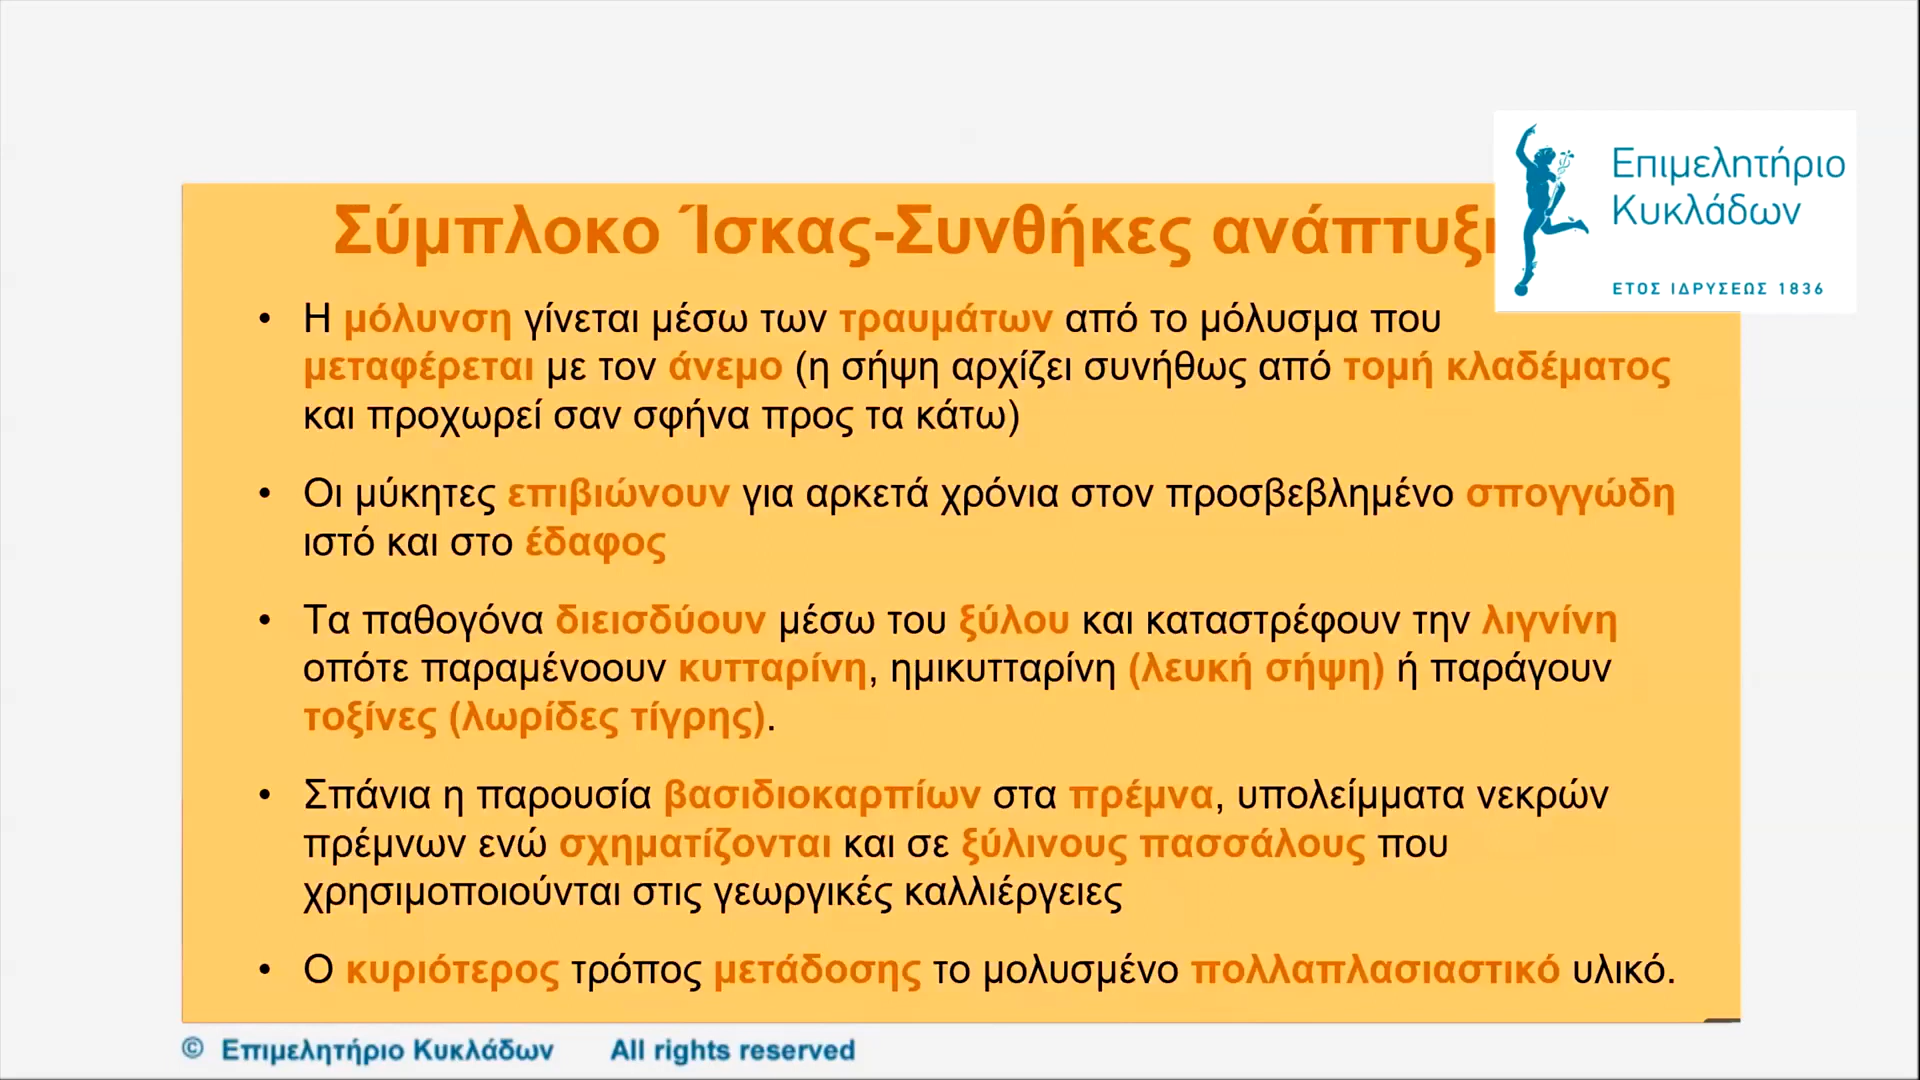 Επιμελητήριο
Κυκλάδων
ΕΤΟΣ ΙΔΡΥΣΕΩΣ 1836
Σύμπλοκο Ίσκας-Συνθήκες
• Η μόλυνση γίνεται μέσω των τραυμάτων από το μόλυσμα που
μεταφέρεται με τον άνεμο (η σήψη αρχίζει συνήθως από τομή κλαδέματος
και προχωρεί σαν σφήνα προς τα κάτω)
• Οι μύκητες επιβιώνουν για αρκετά χρόνια στον προσβεβλημένο σπογγώδη
ιστό και στο έδαφος
• Τα παθογόνα διεισδύουν μέσω του ξύλου και καταστρέφουν την λιγνίνη
οπότε παραμένοουν κυτταρίνη, ημικυτταρίνη (λευκή σήψη) ή παράγουν
τοξίνες (λωρίδες τίγρης).
• Σπάνια η παρουσία βασιδιοκαρπίων στα πρέμνα, υπολείμματα νεκρών
πρέμνων ενώ σχηματίζονται και σε ξύλινους πασσάλους που
χρησιμοποιούνται στις γεωργικές καλλιέργειες
• Ο κυριότερος τρόπος μετάδοσης το μολυσμένο πολλαπλασιαστικό υλικό.
© Επιμελητήριο Κυκλάδων All rights reserved